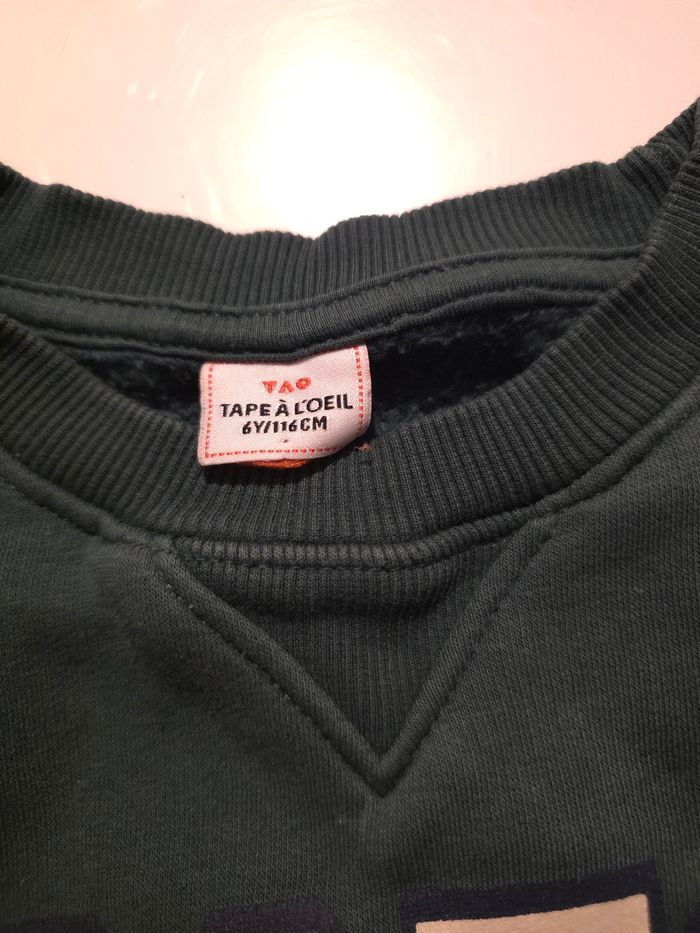 TAO
TAPE À L'OEIL
6Y/116CM